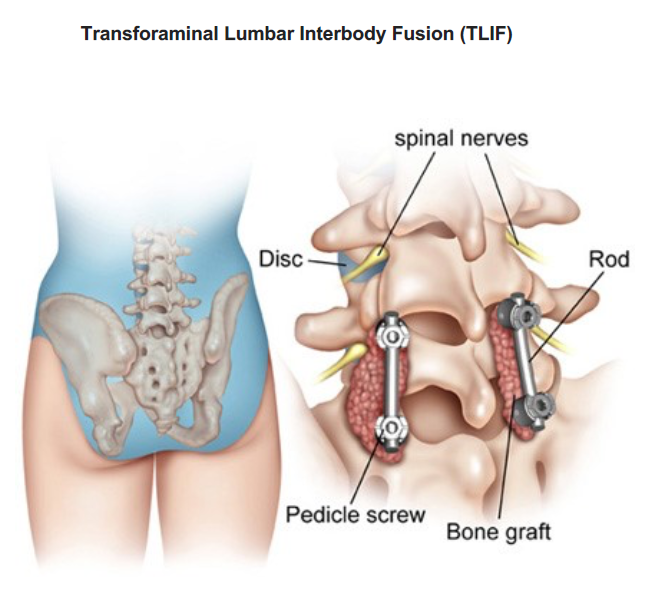 Transforaminal Lumbar Interbody Fusion (TLIF)
spinal nerves
Disc
Rod
Pedicle screw
Bone graft